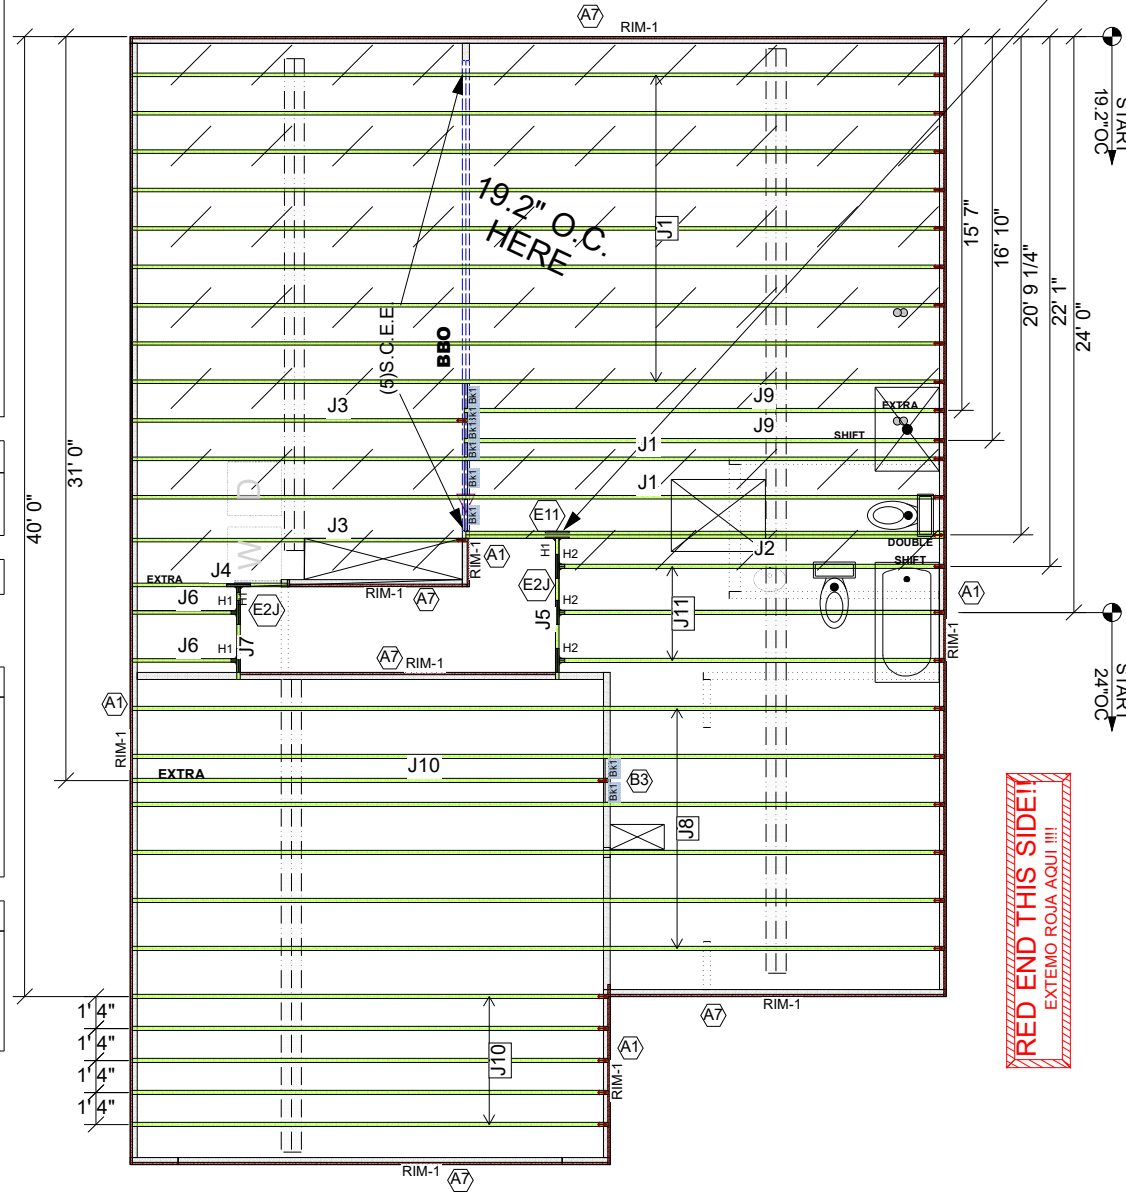 A7
RIM-1
START
19.2"OC
15' 7"
16' 10"
20' 9 1/4"
22' 1"
24' 0"
40' 0"
31' 0"
19.2" O.C.
HERE
J1
(5)S.C.E.E.
BBO
J3
J9
J9
EXTRA
SHIFT
J1
J1
Bk1
Bk1
Bk1
Bk1
Bk1
D
W
J3
E11
J2
DOUBLE
SHIFT
RIM-1
A1
H1
H2
EXTRA
J4
RIM-1
A7
E2J
J5
H2
J11
A1
RIM-1
J6
H1
H
E2J
J6
H1
J7
H2
A7
RIM-1
START
24"OC
A1
RIM-1
EXTRA
J10
Bk1
Bk1
B3
J8
RED END THIS SIDE!!
EXTEMO ROJA AQUI !!!!
1' 4"
1' 4"
1' 4"
1' 4"
J10
RIM-1
A7
A1
RIM-1
RIM-1
A7